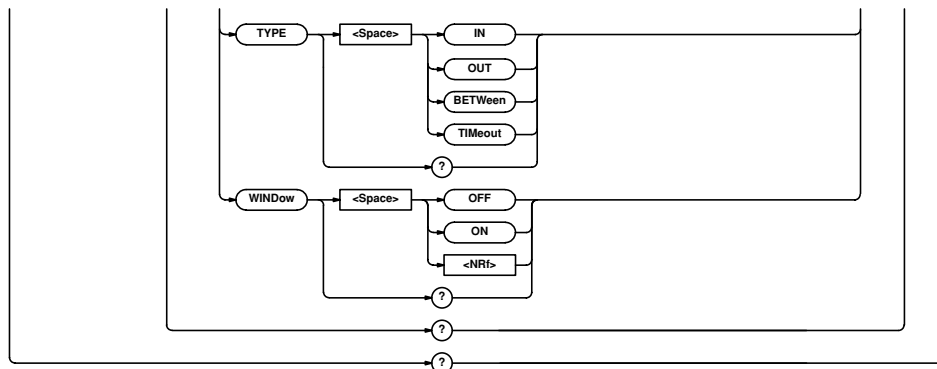 TYPE <Space> IN
OUT
BETWeen
TIMeout
?
WINDow <Space> OFF
ON
<NRf>
?
?
?